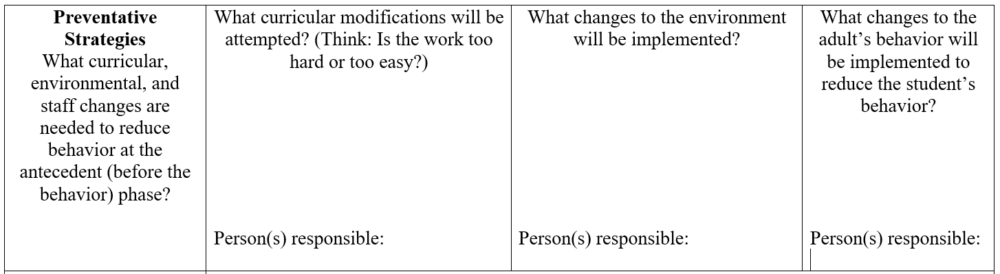 Preventative
Strategies
What curricular,
environmental, and
staff changes are
needed to reduce
behavior at the
antecedent (before the
behavior) phase?
What curricular modifications will be
attempted? (Think: Is the work too
hard or too easy?)
Person(s) responsible:
What changes to the environment
will be implemented?
Person(s) responsible:
What changes to the
adult’s behavior will
be implemented to
reduce the student’s
behavior?
Person(s) responsible: